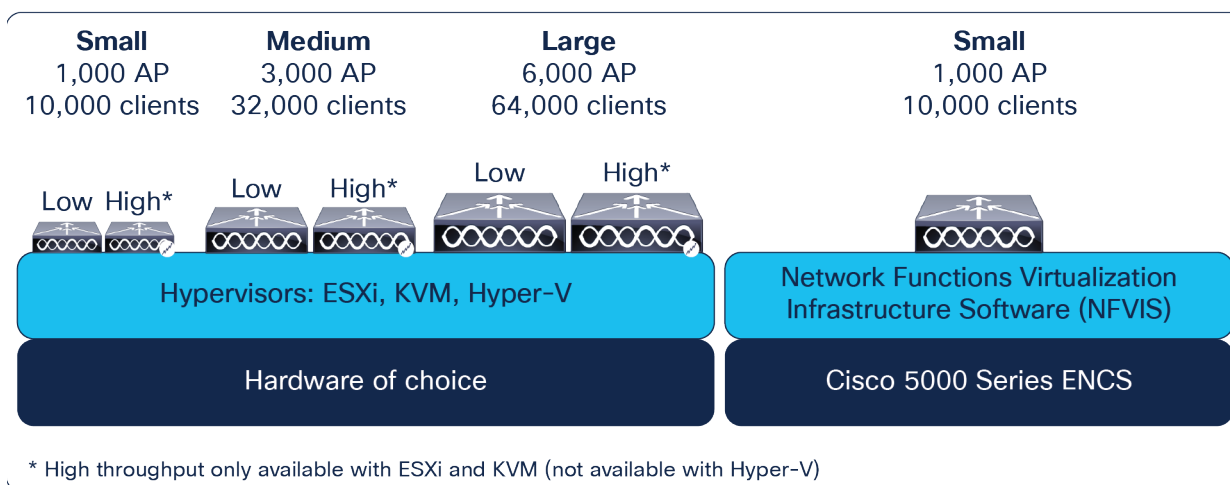 Small
1,000 AP
10,000 clients
Medium
3,000 AP
32,000 clients
Large
6,000 AP
64,000 clients
Small
1,000 AP
10,000 clients
Low High*
Low High*
Low High*
Hypervisors: ESXi, KVM, Hyper-V
Hardware of choice
Network Functions Virtualization
Infrastructure Software (NFVIS)
Cisco 5000 Series ENCS
* High throughput only available with ESXi and KVM (not available with Hyper-V)